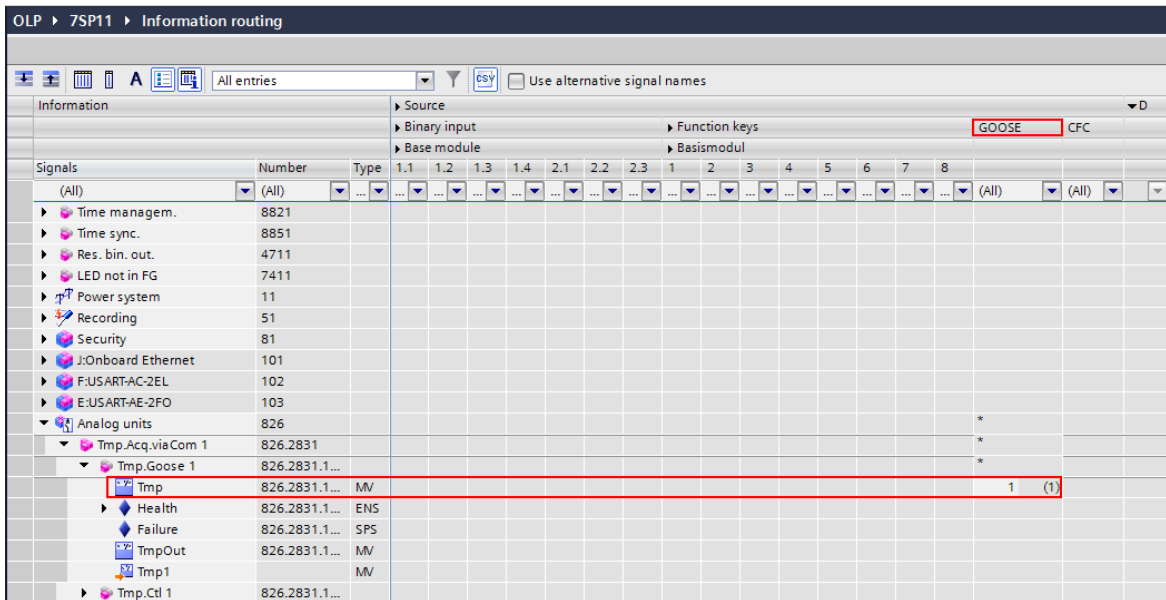 OLP ▸ 7SP11 ▸ Information routing
A All entries CSV Use alternative signal names
Information Source D
Binary input Function keys GOOSE CFC
Base module Basismodul
Signals Number Type 1.1 1.2 1.3 1.4 2.1 2.2 2.3 1 2 3 4 5 6 7 8
(All) (All) ... ... ... ... ... ... ... ... ... ... ... ... ... ... ... ... (All) (All)
Time managem. 8821
Time sync. 8851
Res. bin. out. 4711
LED not in FG 7411
Power system 11
Recording 51
Security 81
J:Onboard Ethernet 101
F:USART-AC-2EL 102
E:USART-AE-2FO 103
Analog units 826 *
Tmp.Acq.viaCom 1 826.2831 *
Tmp.Goose 1 826.2831.1... *
Tmp 826.2831.1... MV 1 (1)
Health 826.2831.1... ENS
Failure 826.2831.1... SPS
TmpOut 826.2831.1... MV
Tmp1 MV
Tmp.Ctl 1 826.2831.1...